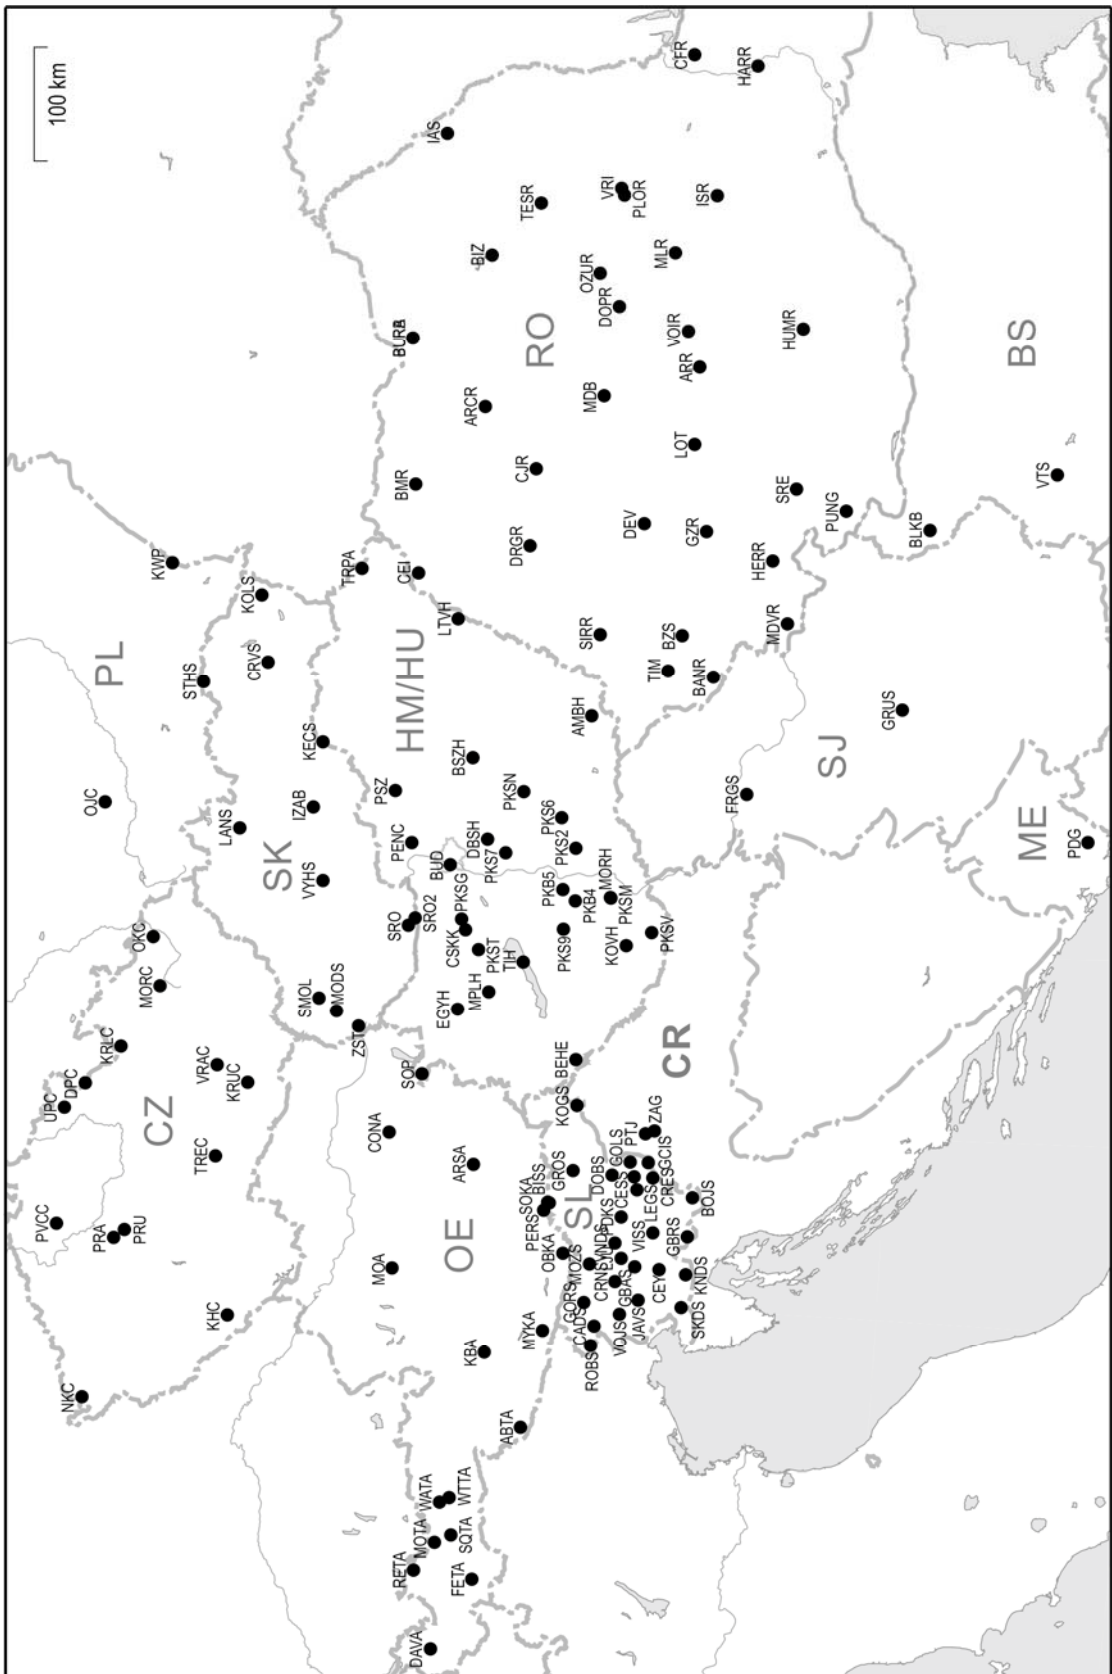 100 km
CFR
HARR
IAS
VRI
PLOR
TESR
ISR
BIZ
MLR
OZUR
DOPR
RO
VOIR
HUMR
BS
ARR
ARCR
MDB
LOT
CJR
BMR
SRE
VTS
PUNG
DEV
GZR
BLKB
DRGR
HERR
KWP
TRPA
CEI
KOLS
LTVH
SIRR
BZS
MDVR
PL
STHS
CRVS
TIM
BANR
GRUS
HM/HU
KECS
AMBH
SJ
BSZH
OJC
IZAB
PSZ
PKSN
FRGS
LANS
PKS6
ME
PDG
SK
PENC
DBSH
PKS7
PKS2
VYHS
BUD
PKB5
MORH
PKB4
PKSG
SRO
SRO2
CSKK
PKSM
OKC
PKST
PKS9
KOVH
PKSV
TIH
MORC
MPLH
SMOL
MODS
EGYH
ZST
KRLC
VRAC
SOP
BEHE
CR
DPC
KRUC
UPC
KOGS
CZ
CONA
ZAG
PTJ
GOLS
TREC
ARSA
GROS
DOBS
GCIS
CRES
CESS
BISS
SOKA
LEGS
BOJS
SL
PERS
PDKS
PVCC
PRA
PRU
VISS
GBRS
OE
OBKA
VNDS
LJU
MOZS
MOA
CRNS
GBAS
CEY
KNDS
GORS
JAVS
SKDS
KHC
CADS
VOJS
MYKA
ROBS
KBA
NKC
ABTA
WATA
WTTA
MOTA
SQTA
RETA
FETA
DAVA